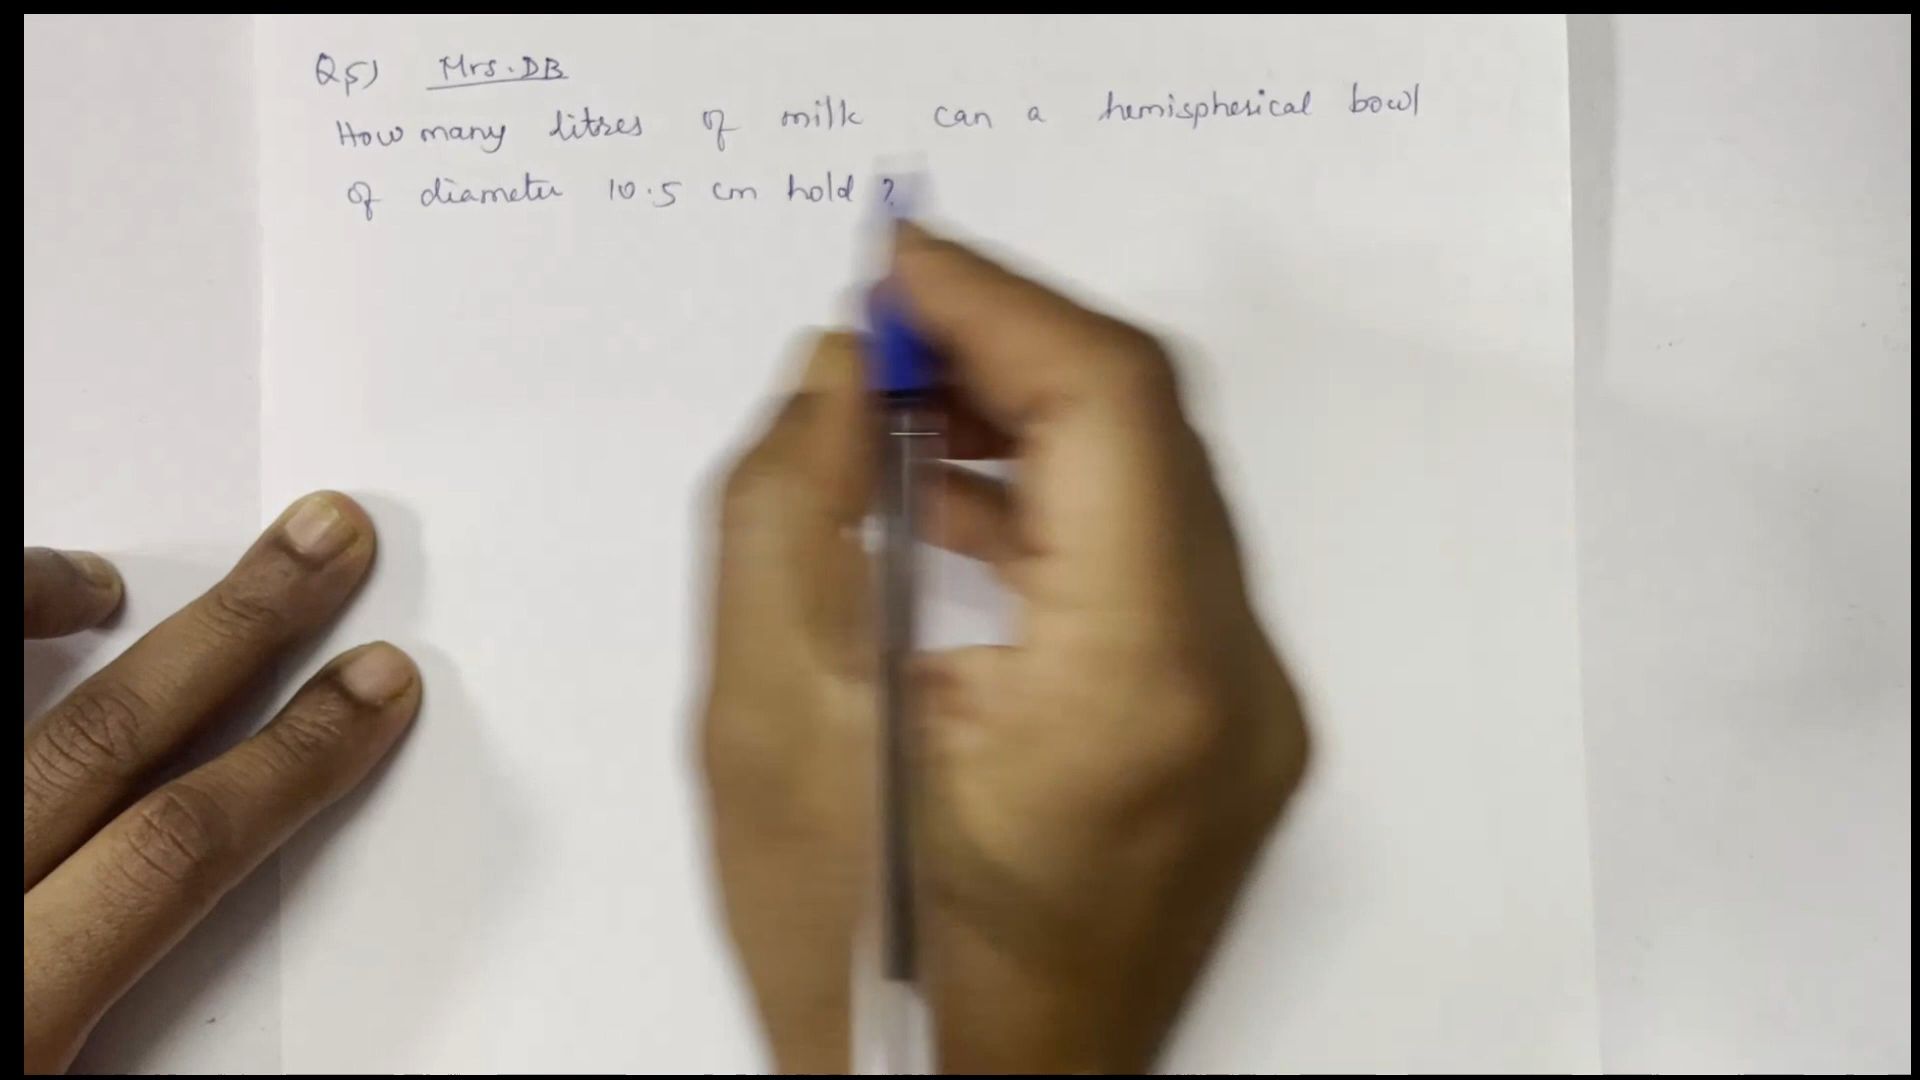 Q5) Mrs. DB
How many litres of milk can a hemispherical bowl
of diameter 10.5 cm hold ?